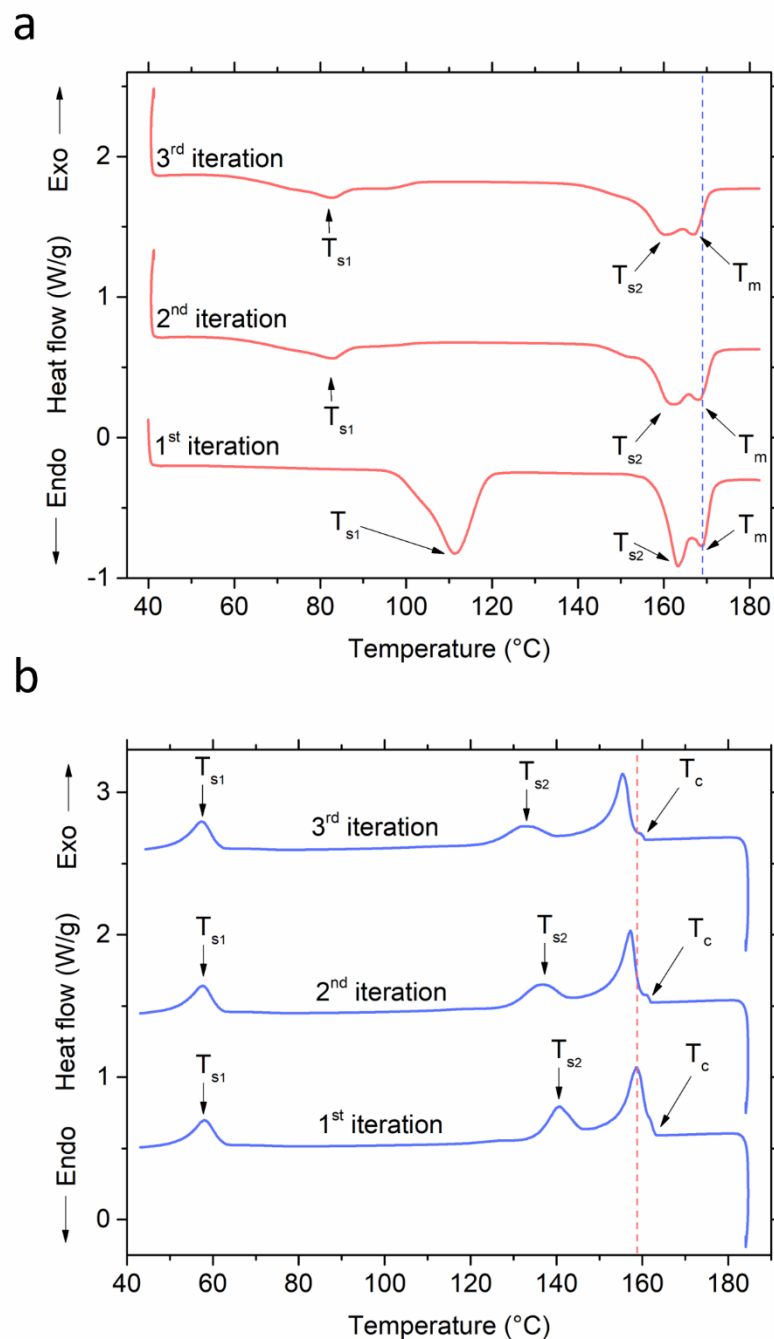 a
Heat flow (W/g)
Endo
Exo
2
1
0
-1
3rd iteration
Ts1
Ts2
Tm
2nd iteration
Ts1
Ts2
Tm
1st iteration
Ts1
Ts2
Tm
40 60 80 100 120 140 160 180
Temperature (°C)
b
Heat flow (W/g)
Endo
Exo
3
2
1
0
Ts1
Ts2
Tc
3rd iteration
Ts1
Ts2
Tc
2nd iteration
Ts1
Ts2
Tc
1st iteration
40 60 80 100 120 140 160 180
Temperature (°C)